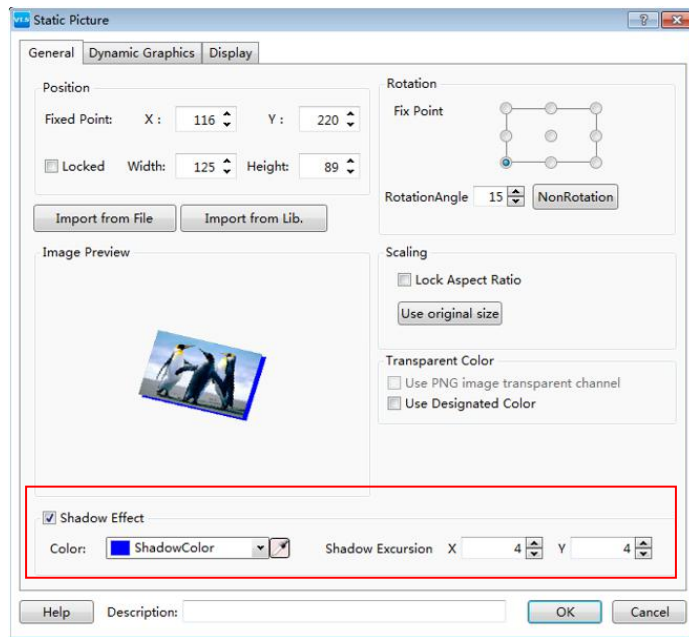 V1.9 Static Picture
General Dynamic Graphics Display
Position
Fixed Point: X : 116 Y : 220
Locked Width: 125 Height: 89
Import from File Import from Lib.
Image Preview
Rotation
Fix Point
RotationAngle 15 NonRotation
Scaling
Lock Aspect Ratio
Use original size
Transparent Color
Use PNG image transparent channel
Use Designated Color
Shadow Effect
Color: ShadowColor Shadow Excursion X 4 Y 4
Help Description: OK Cancel